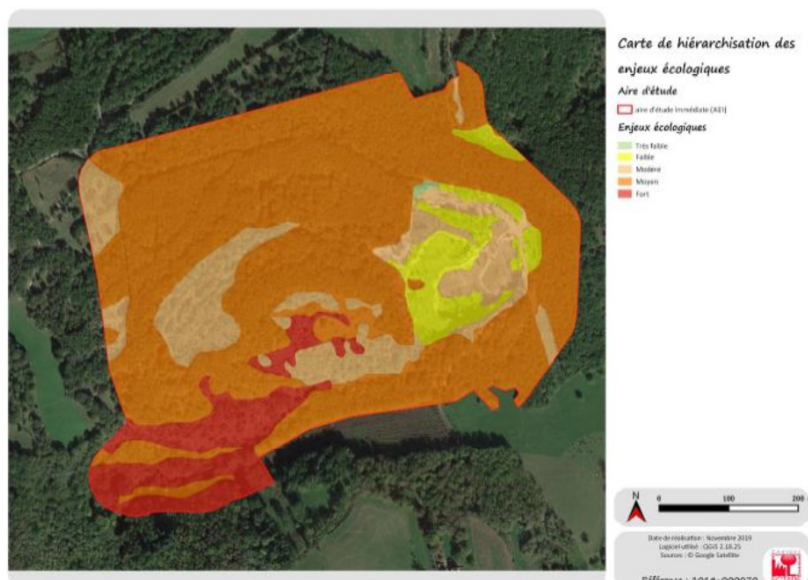 Carte de hiérarchisation des
enjeux écologiques
Aire d'étude
aire d'étude immédiate (AEI)
Enjeux écologiques
Très faible
Faible
Modéré
Moyen
Fort
N
0 100 200
Date de réalisation : Novembre 2019
Logiciel utilisé : QGIS 2.18.25
Sources : © Google Satellite